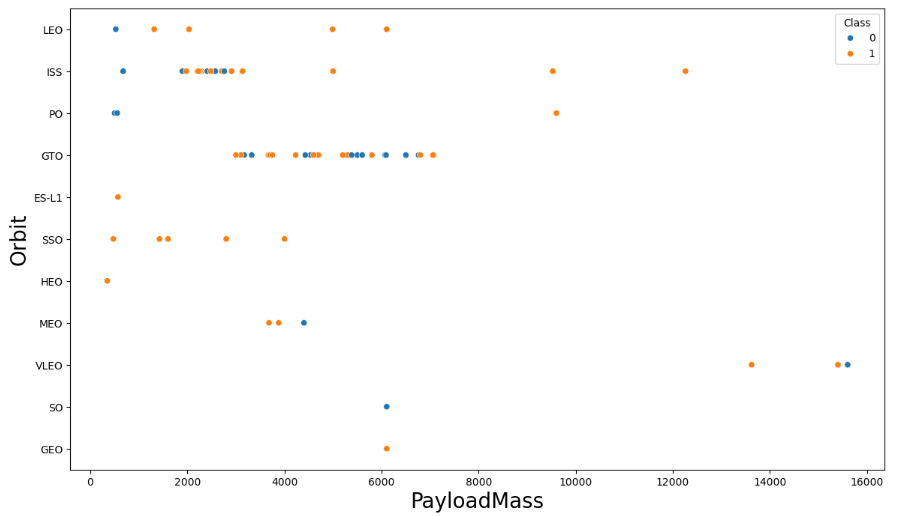 LEO
ISS
PO
GTO
ES-L1
SSO
HEO
MEO
VLEO
SO
GEO
Orbit
Class
0
1
0 2000 4000 6000 8000 10000 12000 14000 16000
PayloadMass